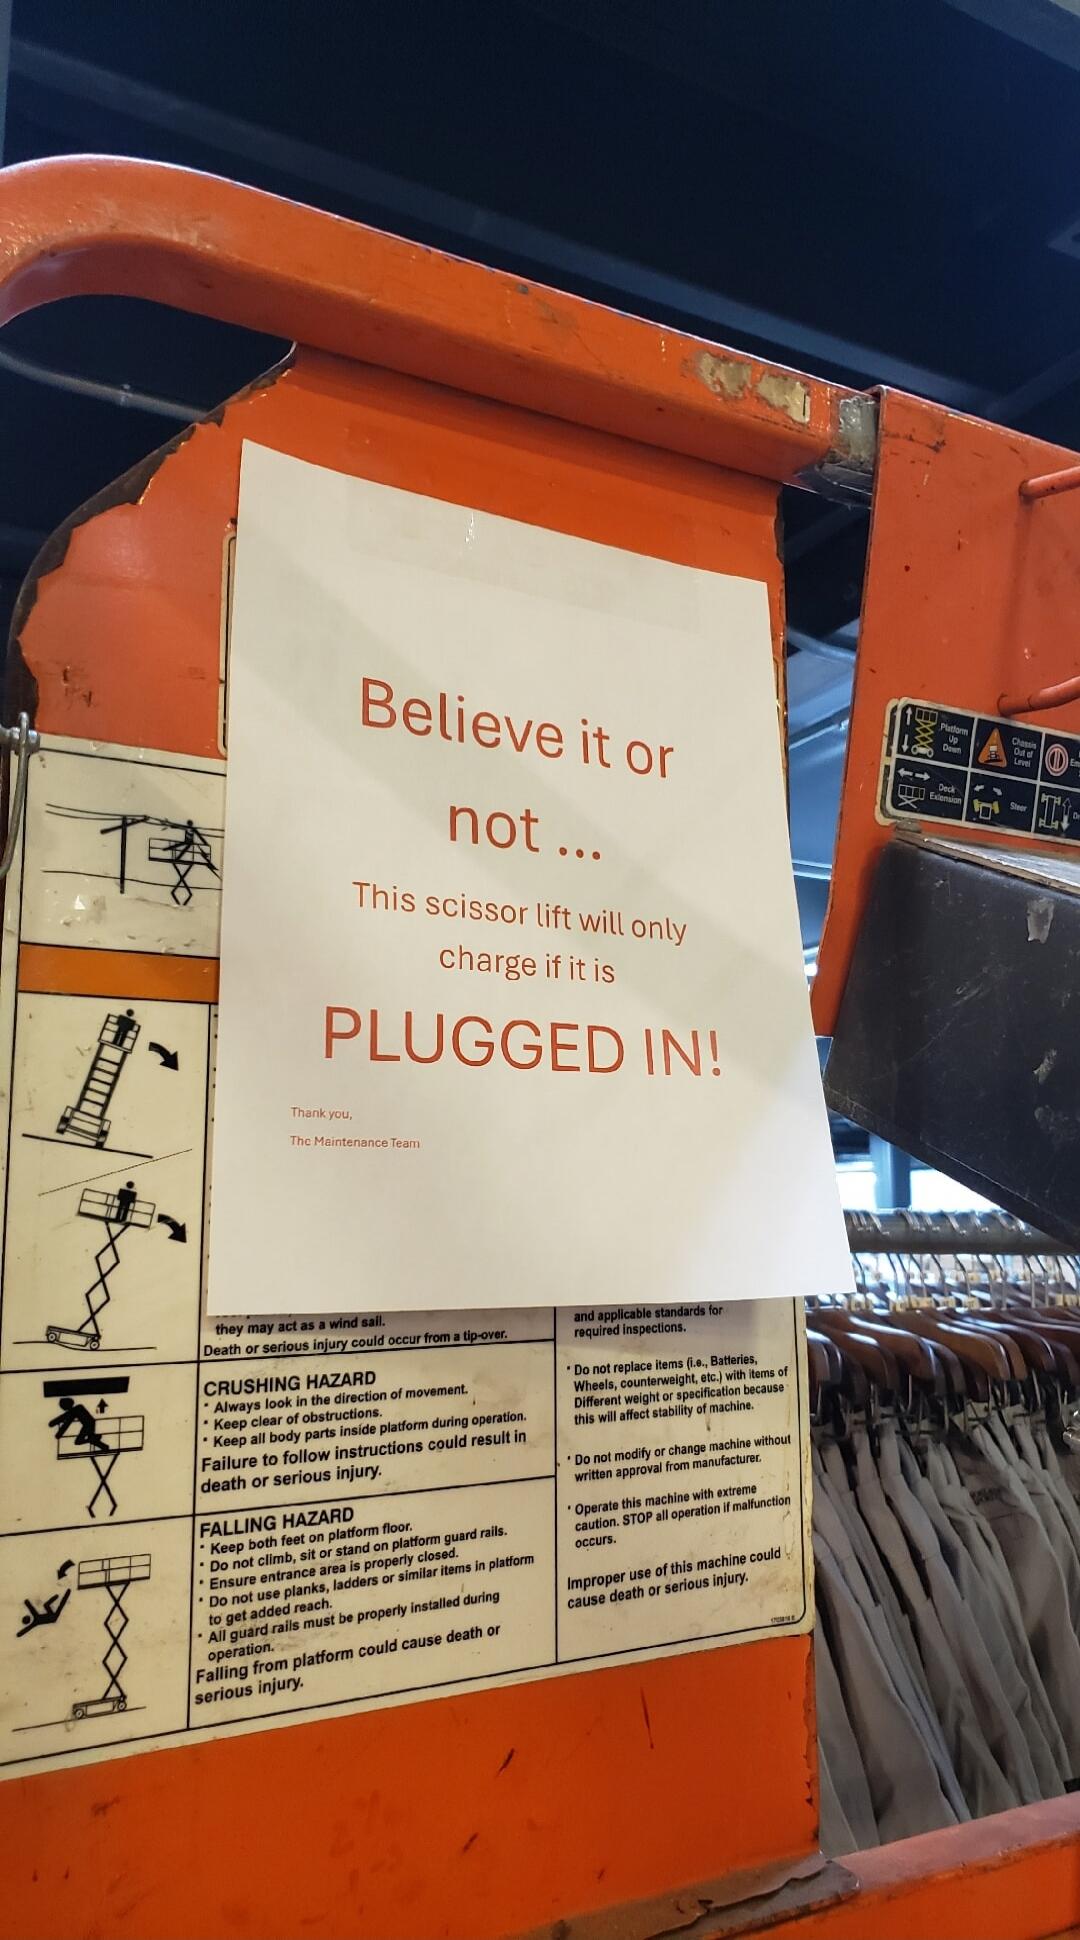 Believe it or
not ...
This scissor lift will only
charge if it is
PLUGGED IN!
Thank you,
The Maintenance Team
Platform
Up
Down
Chassis
Out of
Level
Deck
Extension
Steer
they may act as a wind sail.
Death or serious injury could occur from a tip-over.
CRUSHING HAZARD
• Always look in the direction of movement.
• Keep clear of obstructions.
• Keep all body parts inside platform during operation.
Failure to follow instructions could result in
death or serious injury.
FALLING HAZARD
• Keep both feet on platform floor.
• Do not climb, sit or stand on platform guard rails.
• Ensure entrance area is properly closed.
• Do not use planks, ladders or similar items in platform
to get added reach.
• All guard rails must be properly installed during
operation.
Falling from platform could cause death or
serious injury.
and applicable standards for
required inspections.
• Do not replace items (i.e., Batteries,
Wheels, counterweight, etc.) with items of
Different weight or specification because
this will affect stability of machine.
• Do not modify or change machine without
written approval from manufacturer.
• Operate this machine with extreme
caution. STOP all operation if malfunction
occurs.
Improper use of this machine could
cause death or serious injury.